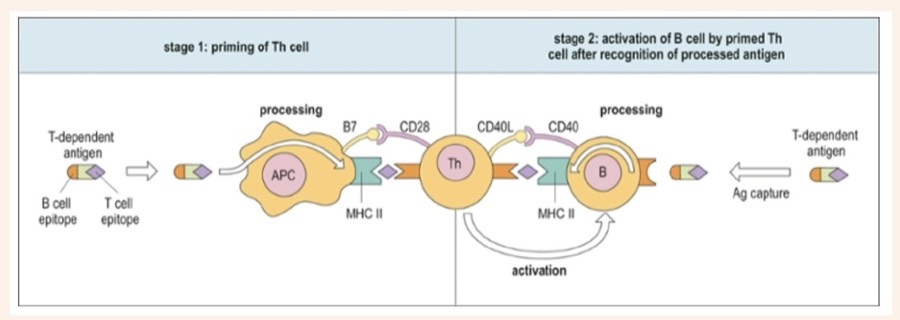 stage 1: priming of Th cell
stage 2: activation of B cell by primed Th
cell after recognition of processed antigen
processing
B7
CD28
T-dependent
antigen
APC
B cell
epitope
T cell
epitope
MHC II
Th
processing
CD40L
CD40
B
MHC II
T-dependent
antigen
Ag capture
activation